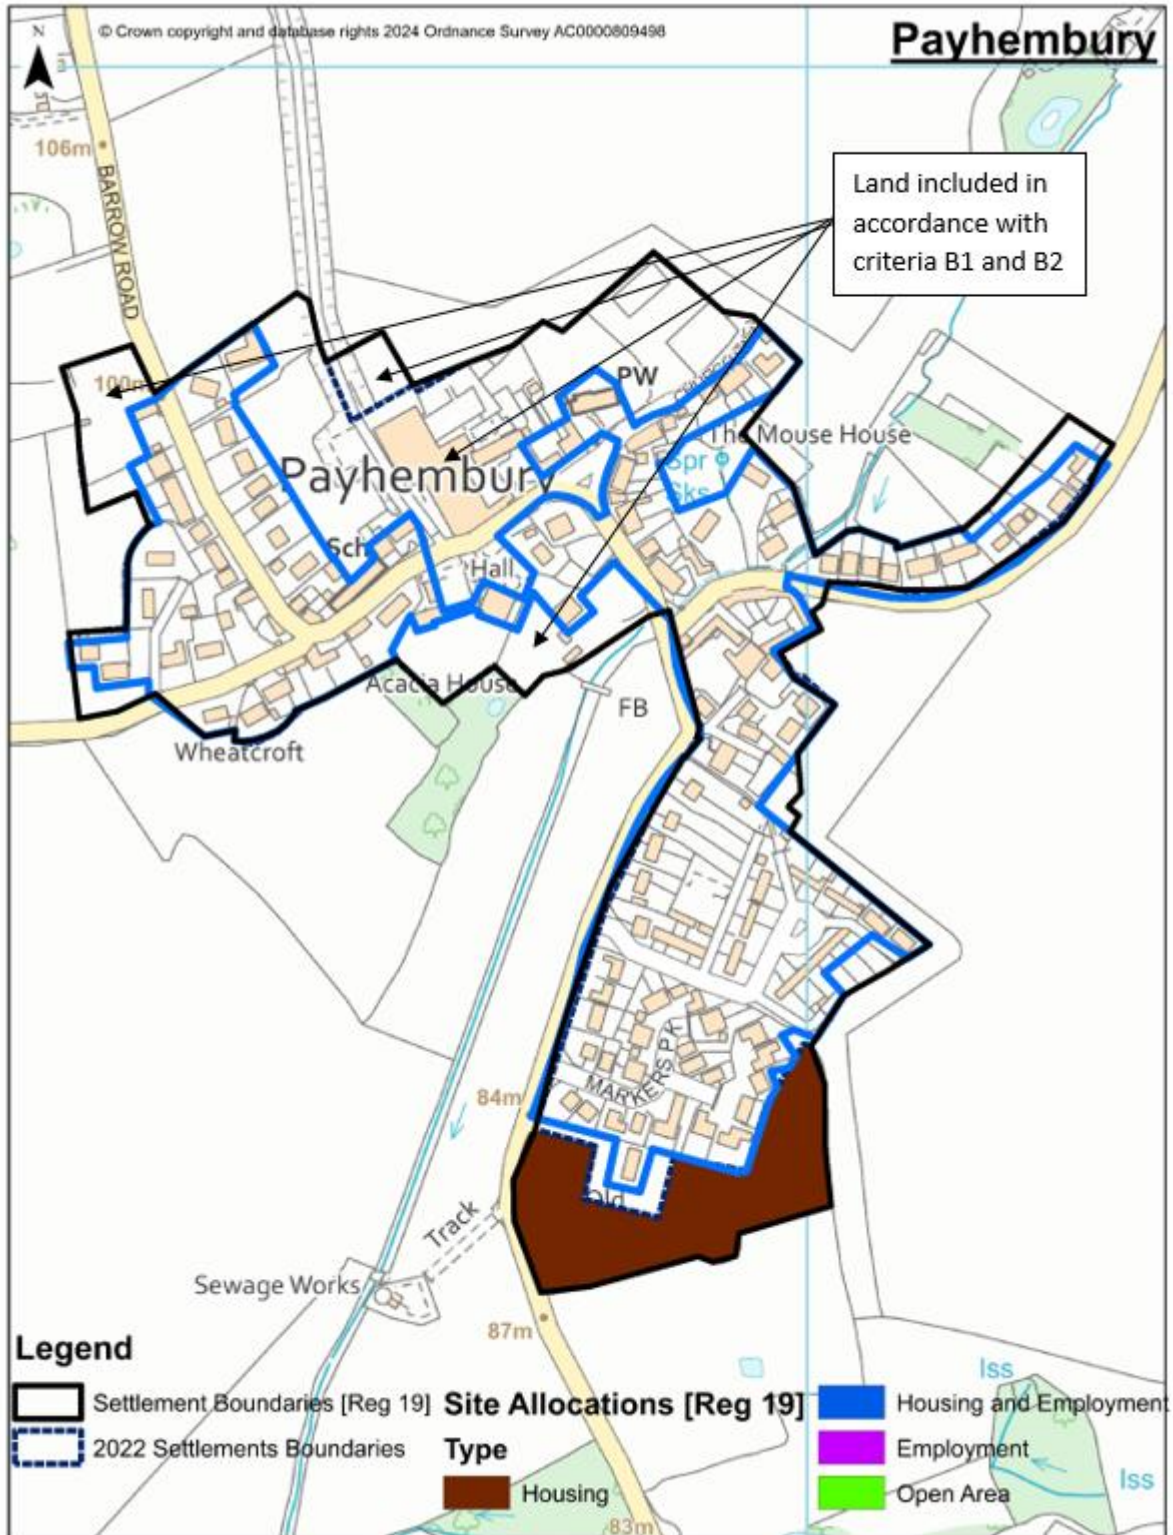 N
© Crown copyright and database rights 2024 Ordnance Survey AC0000809498
Payhembury
106m
BARROW ROAD
Land included in
accordance with
criteria B1 and B2
100m
PW
The Mouse House
Spr
Sks
Payhembury
Sch
Hall
Acacia House
FB
Wheatcroft
MARKERS PK
84m
Old
Track
Sewage Works
87m
Legend
Settlement Boundaries [Reg 19]
2022 Settlements Boundaries
Site Allocations [Reg 19]
Type
Housing
Housing and Employment
Employment
Open Area
Iss
Iss
83m